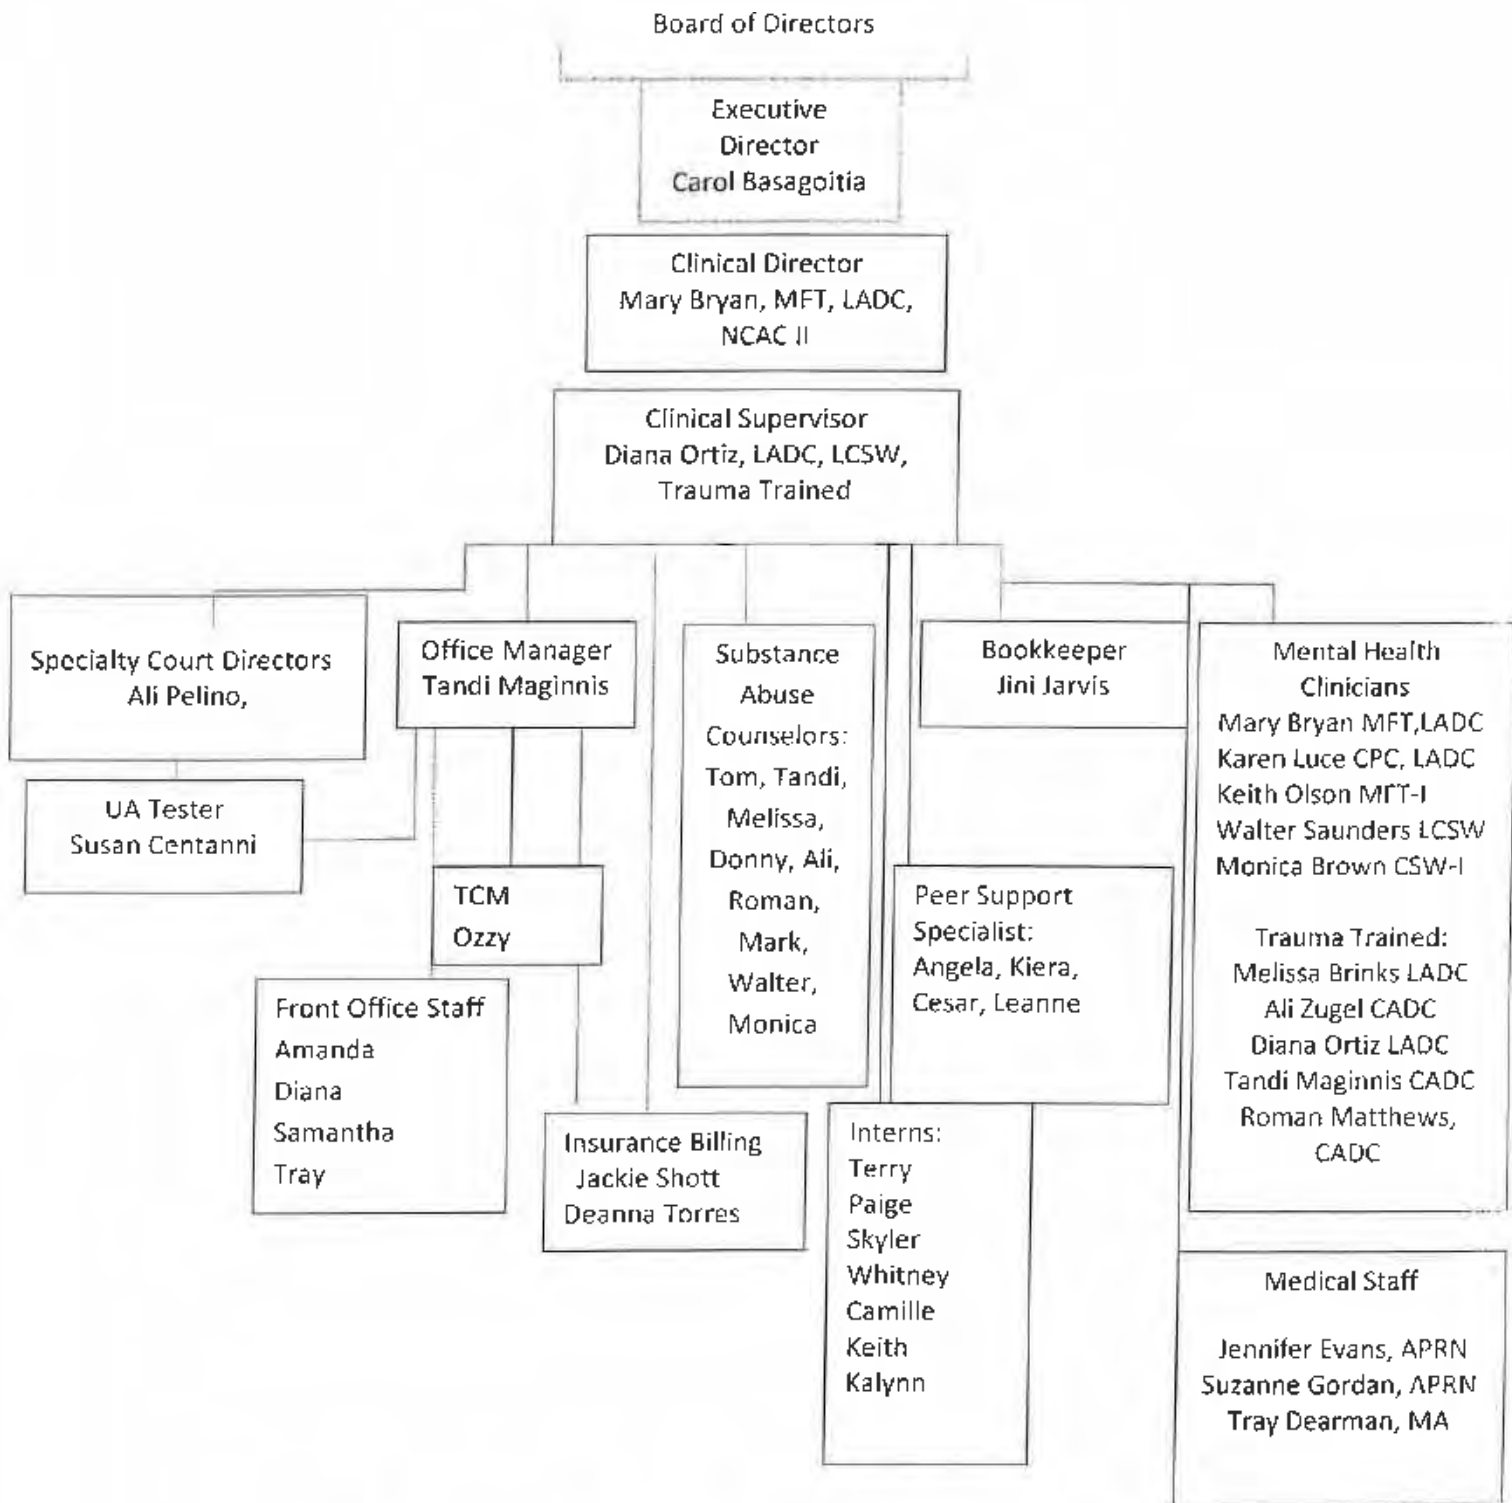 Board of Directors
Executive
Director
Carol Basagoitia
Clinical Director
Mary Bryan, MFT, LADC,
NCAC II
Clinical Supervisor
Diana Ortiz, LADC, LCSW,
Trauma Trained
Specialty Court Directors
Ali Pelino,
UA Tester
Susan Centanni
Office Manager
Tandi Maginnis
TCM
Ozzy
Front Office Staff
Amanda
Diana
Samantha
Tray
Insurance Billing
Jackie Shott
Deanna Torres
Substance
Abuse
Counselors:
Tom, Tandi,
Melissa,
Donny, Ali,
Roman,
Mark,
Walter,
Monica
Peer Support
Specialist:
Angela, Kiera,
Cesar, Leanne
Interns:
Terry
Paige
Skyler
Whitney
Camille
Keith
Kalynn
Bookkeeper
Jini Jarvis
Mental Health
Clinicians
Mary Bryan MFT,LADC
Karen Luce CPC, LADC
Keith Olson MFT-I
Walter Saunders LCSW
Monica Brown CSW-I
Trauma Trained:
Melissa Brinks LADC
Ali Zugel CADC
Diana Ortiz LADC
Tandi Maginnis CADC
Roman Matthews,
CADC
Medical Staff
Jennifer Evans, APRN
Suzanne Gordan, APRN
Tray Dearman, MA